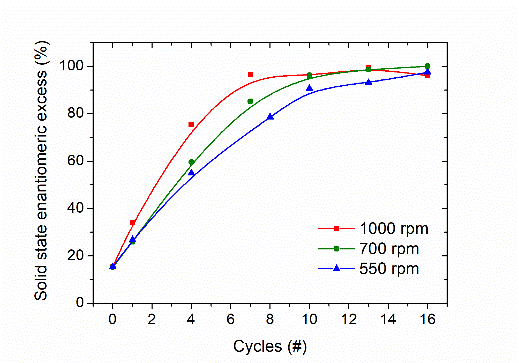 Solid state enantiomeric excess (%)
100
80
60
40
20
0
0 2 4 6 8 10 12 14 16
Cycles (#)
1000 rpm
700 rpm
550 rpm